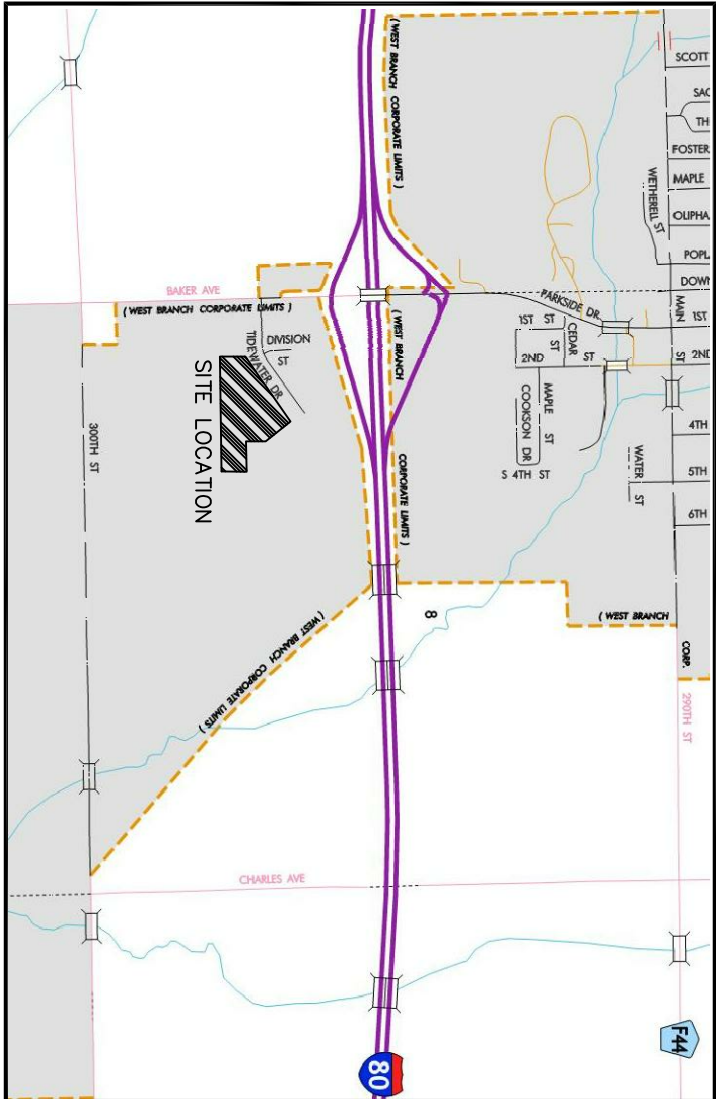 SCOTT
SAC
TH
FOSTER
MAPLE
OLIPHA
WETHERELL ST
POPL
DOWN
MAIN ST
1ST
2ND
4TH
5TH
6TH
PARKSIDE DR.
1ST ST
CEDAR ST
2ND ST
MAPLE ST
COOKSON DR
S 4TH ST
WATER ST
( WEST BRANCH CORPORATE LIMITS )
BAKER AVE
( WEST BRANCH CORPORATE LIMITS )
( WEST BRANCH
CORPORATE LIMITS )
DIVISION ST
TIDEWATER DR
SITE LOCATION
300TH ST
8
( WEST BRANCH
CORP.
290TH ST
( WEST BRANCH CORPORATE LIMITS )
CHARLES AVE
F44
80